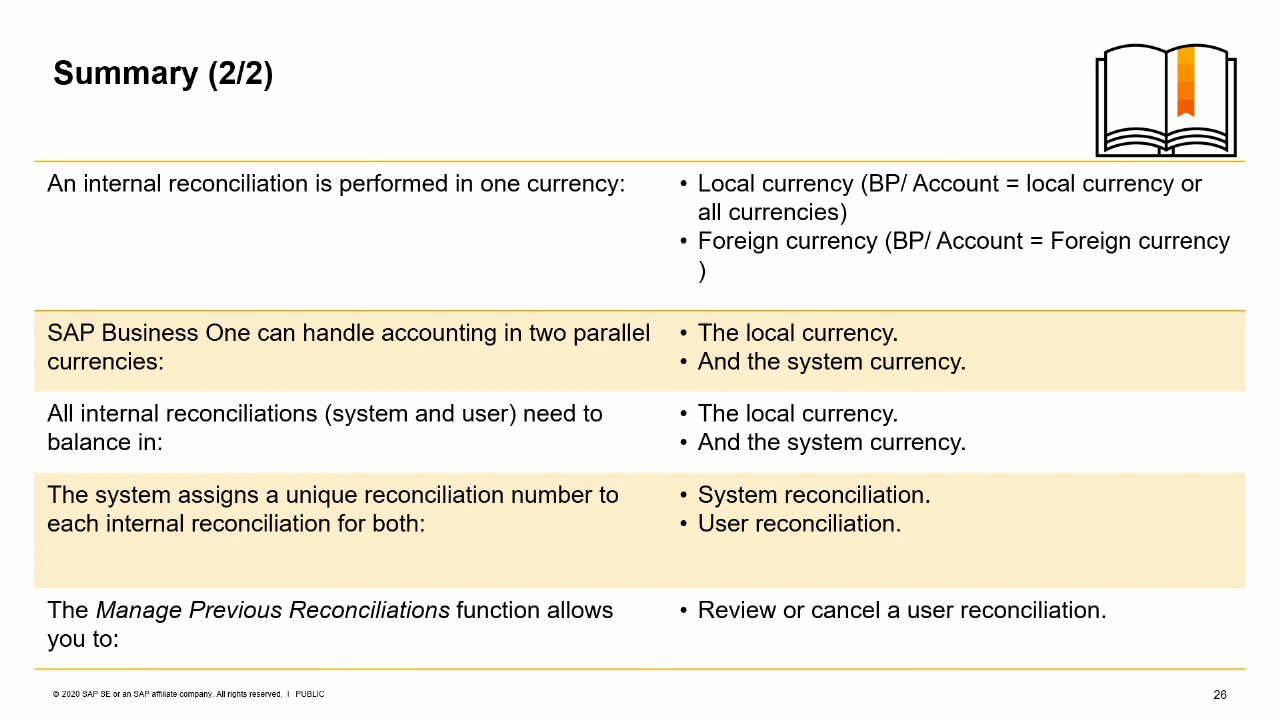 Summary (2/2)
An internal reconciliation is performed in one currency:
• Local currency (BP/ Account = local currency or
all currencies)
• Foreign currency (BP/ Account = Foreign currency
)
SAP Business One can handle accounting in two parallel
currencies:
• The local currency.
• And the system currency.
All internal reconciliations (system and user) need to
balance in:
• The local currency.
• And the system currency.
The system assigns a unique reconciliation number to
each internal reconciliation for both:
• System reconciliation.
• User reconciliation.
The Manage Previous Reconciliations function allows
you to:
• Review or cancel a user reconciliation.
© 2020 SAP SE or an SAP affiliate company. All rights reserved. I PUBLIC
26